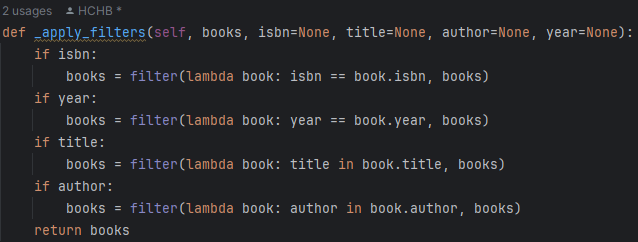 2 usages HCHB *
def _apply_filters(self, books, isbn=None, title=None, author=None, year=None):
    if isbn:
        books = filter(lambda book: isbn == book.isbn, books)
    if year:
        books = filter(lambda book: year == book.year, books)
    if title:
        books = filter(lambda book: title in book.title, books)
    if author:
        books = filter(lambda book: author in book.author, books)
    return books